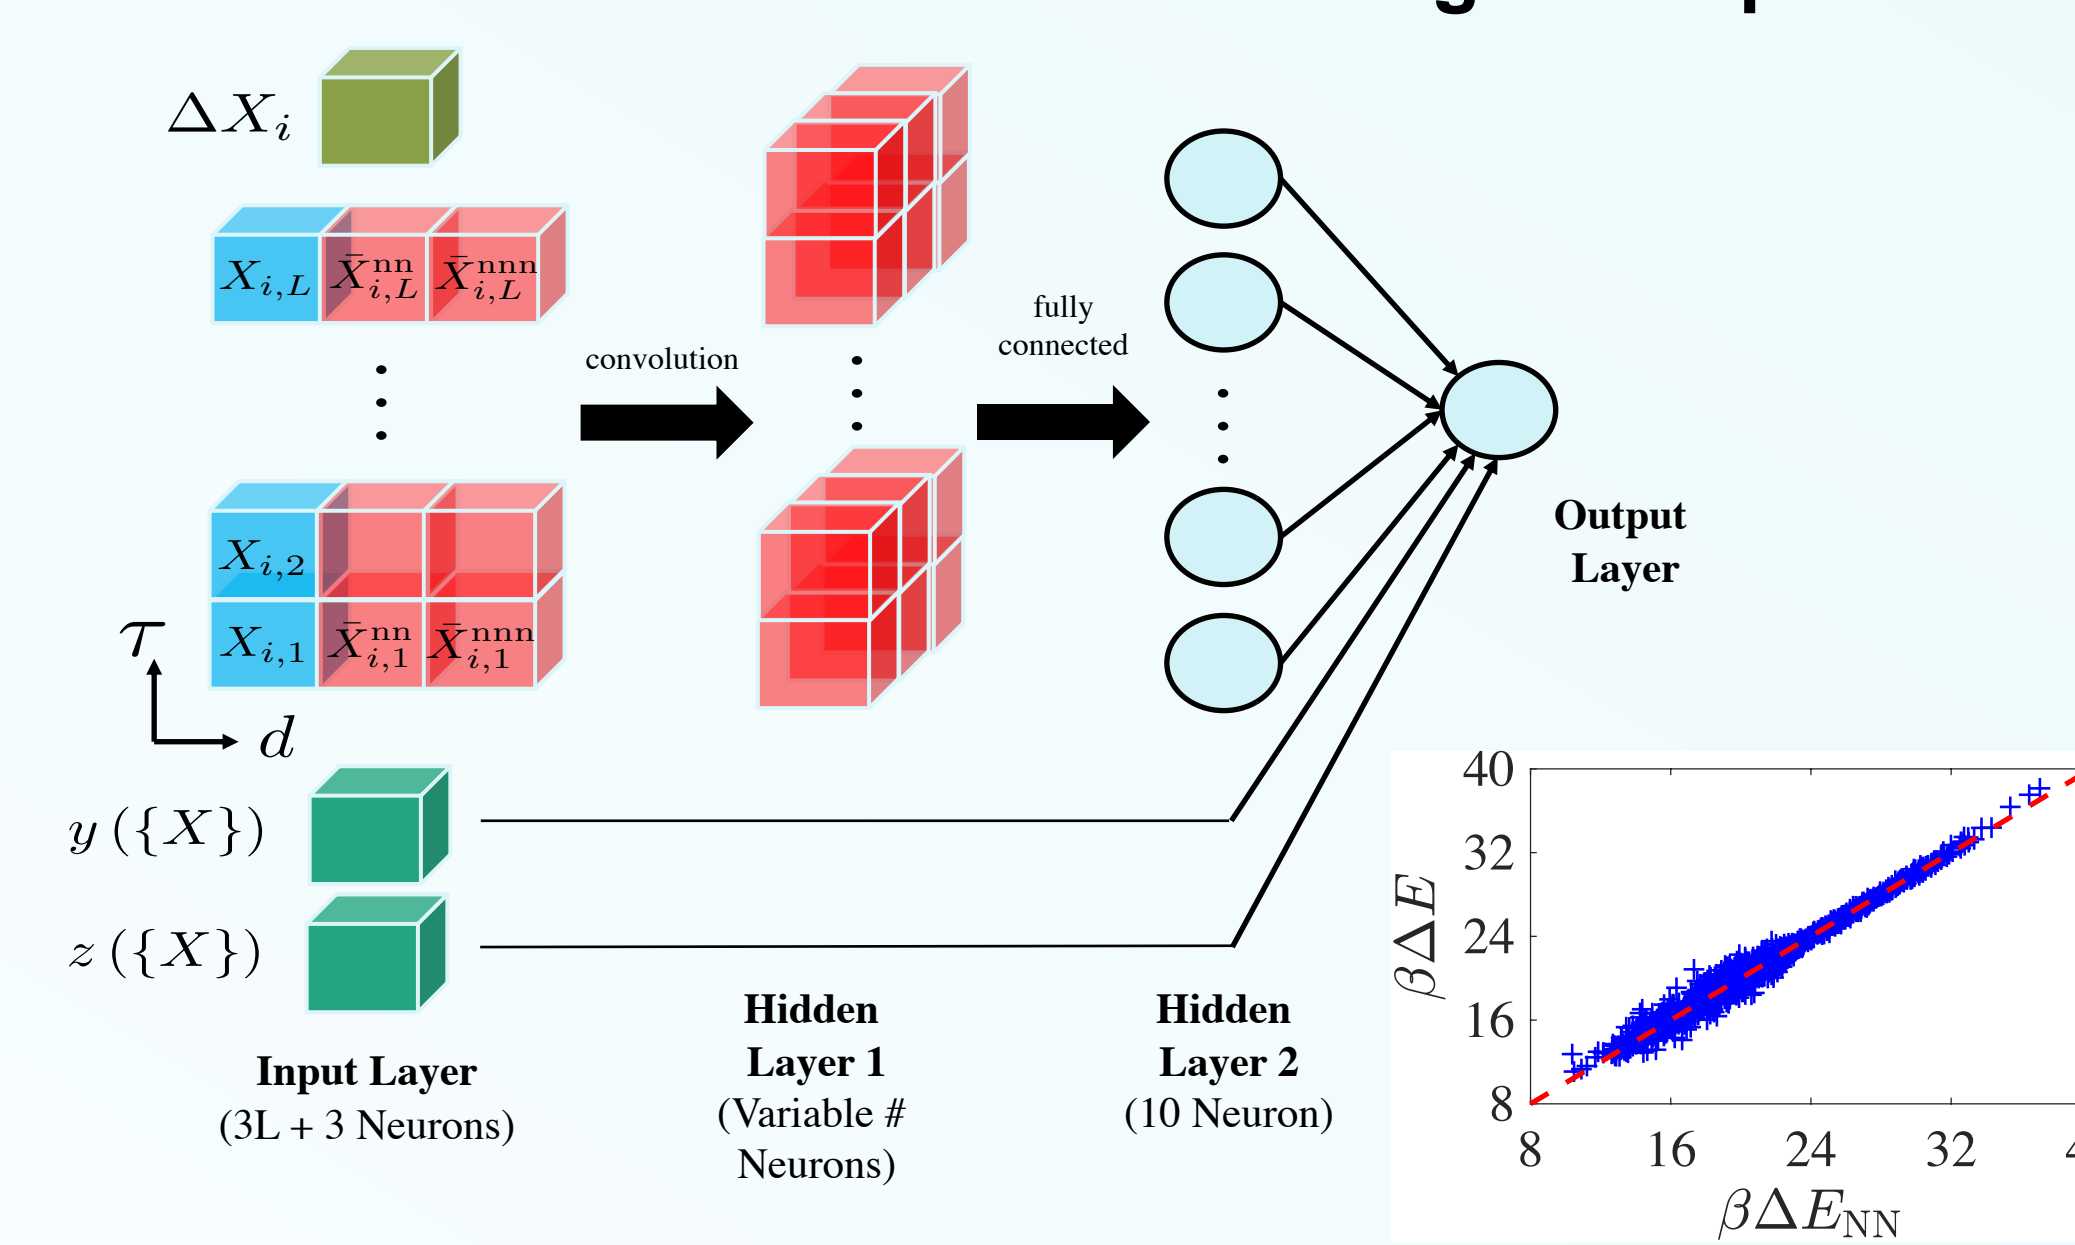 ΔX_i
X_{i,L} X̄^{nn}_{i,L} X̄^{nnn}_{i,L}
X_{i,2}
X_{i,1} X̄^{nn}_{i,1} X̄^{nnn}_{i,1}
τ
d
y ({X})
z ({X})
Input Layer
(3L + 3 Neurons)
convolution
Hidden
Layer 1
(Variable #
Neurons)
fully
connected
Hidden
Layer 2
(10 Neuron)
Output
Layer
βΔE
40
32
24
16
8
8 16 24 32
βΔE_{NN}